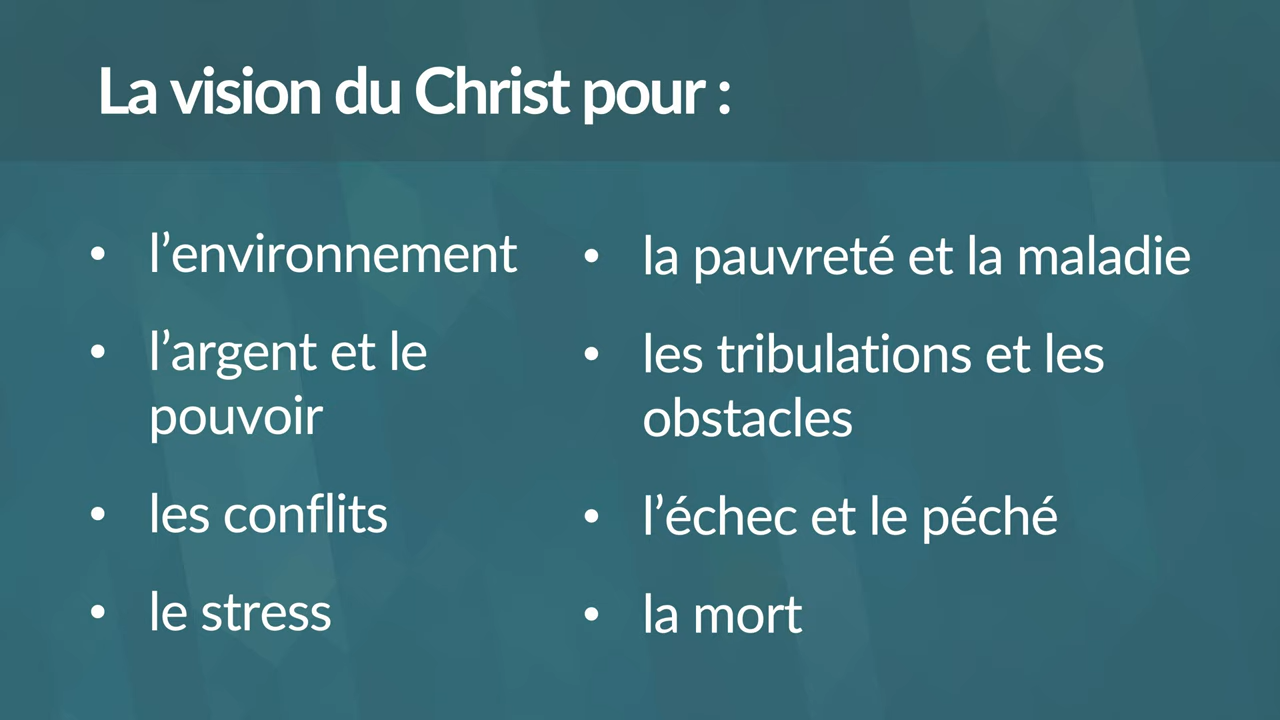 La vision du Christ pour :
• l’environnement
• l’argent et le
pouvoir
• les conflits
• le stress
• la pauvreté et la maladie
• les tribulations et les
obstacles
• l’échec et le péché
• la mort